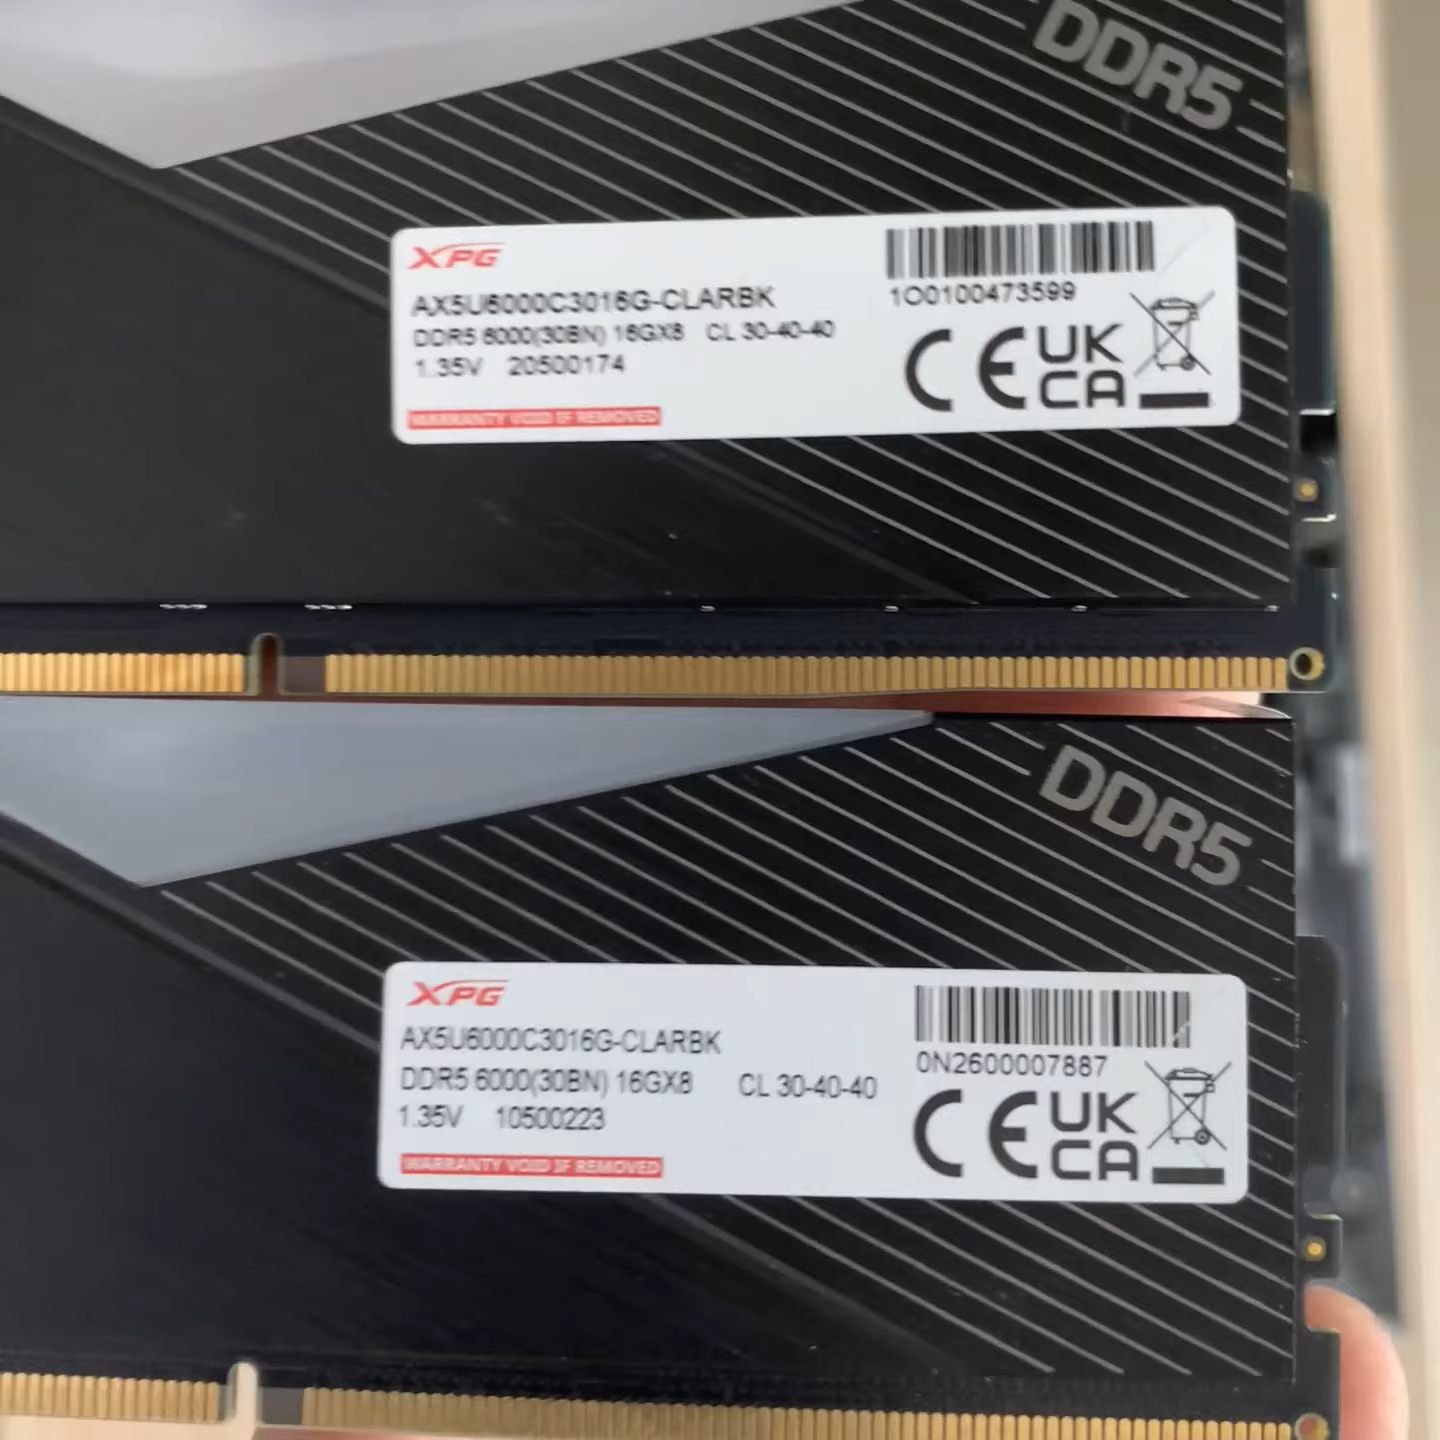 DDR5
XPG
AX5U6000C3016G-CLARBK
DDR5 6000(30BN) 16GX8 CL 30-40-40
1.35V 20500174
WARRANTY VOID IF REMOVED
1O0100473599
CE UK CA
DDR5
XPG
AX5U6000C3016G-CLARBK
DDR5 6000(30BN) 16GX8 CL 30-40-40
1.35V 10500223
WARRANTY VOID IF REMOVED
0N2600007887
CE UK CA